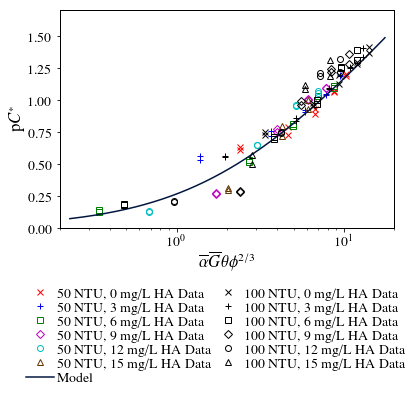 1.50
1.25
1.00
0.75
0.50
0.25
0.00
pC*
10⁰
10¹
α̅G̅θϕ²ᐟ³
50 NTU, 0 mg/L HA Data
50 NTU, 3 mg/L HA Data
50 NTU, 6 mg/L HA Data
50 NTU, 9 mg/L HA Data
50 NTU, 12 mg/L HA Data
50 NTU, 15 mg/L HA Data
Model
100 NTU, 0 mg/L HA Data
100 NTU, 3 mg/L HA Data
100 NTU, 6 mg/L HA Data
100 NTU, 9 mg/L HA Data
100 NTU, 12 mg/L HA Data
100 NTU, 15 mg/L HA Data